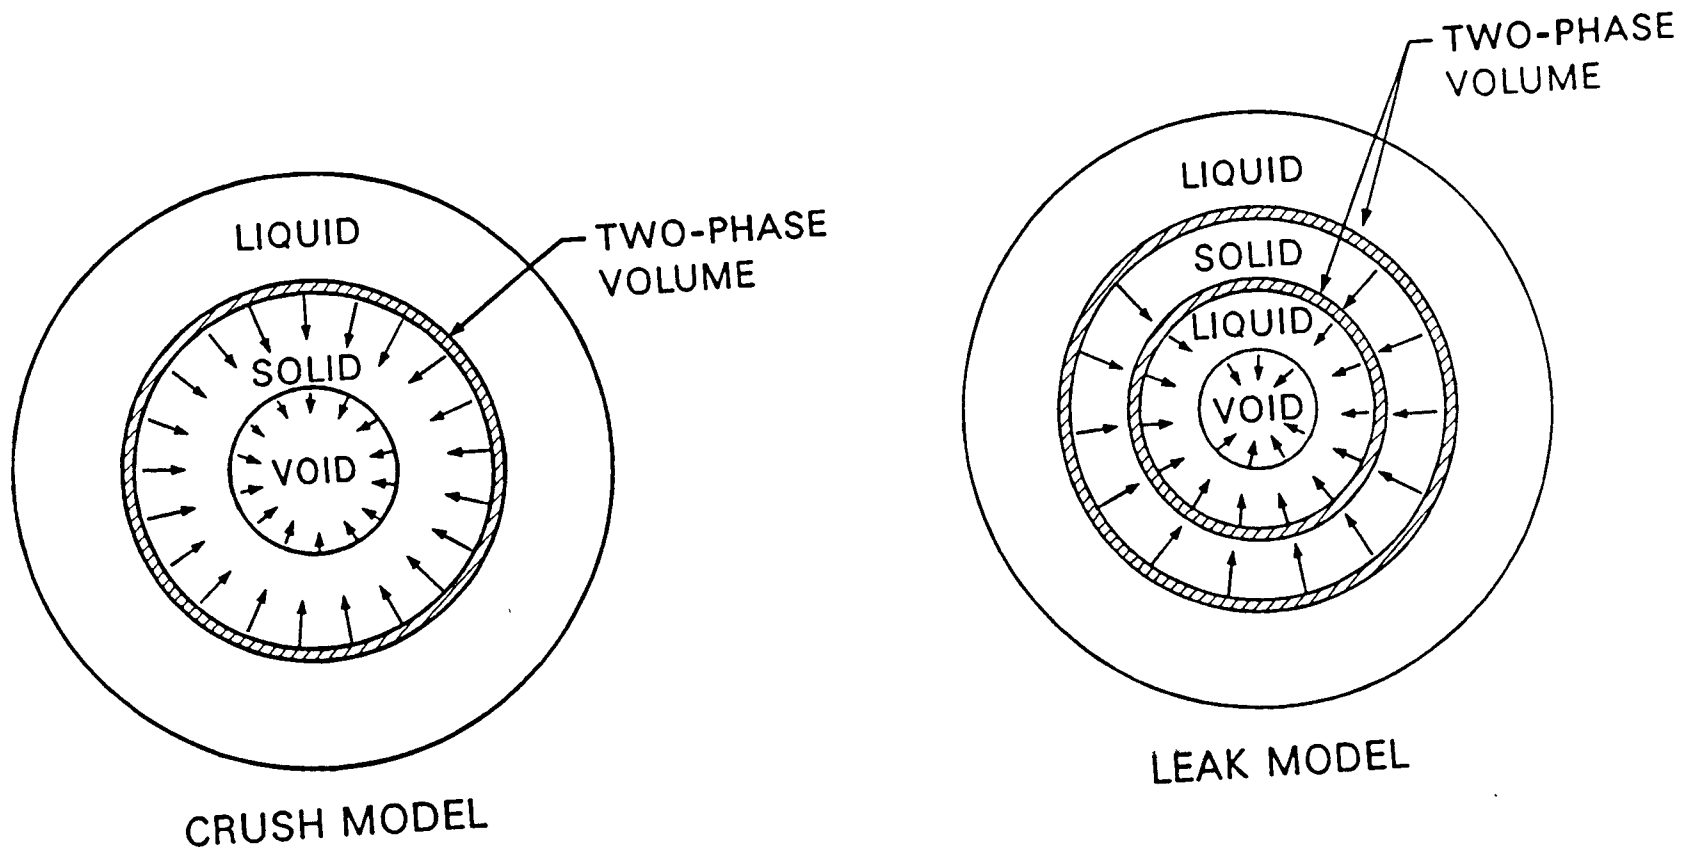 LIQUID
TWO-PHASE
VOLUME
SOLID
VOID
CRUSH MODEL
TWO-PHASE
VOLUME
LIQUID
SOLID
LIQUID
VOID
LEAK MODEL